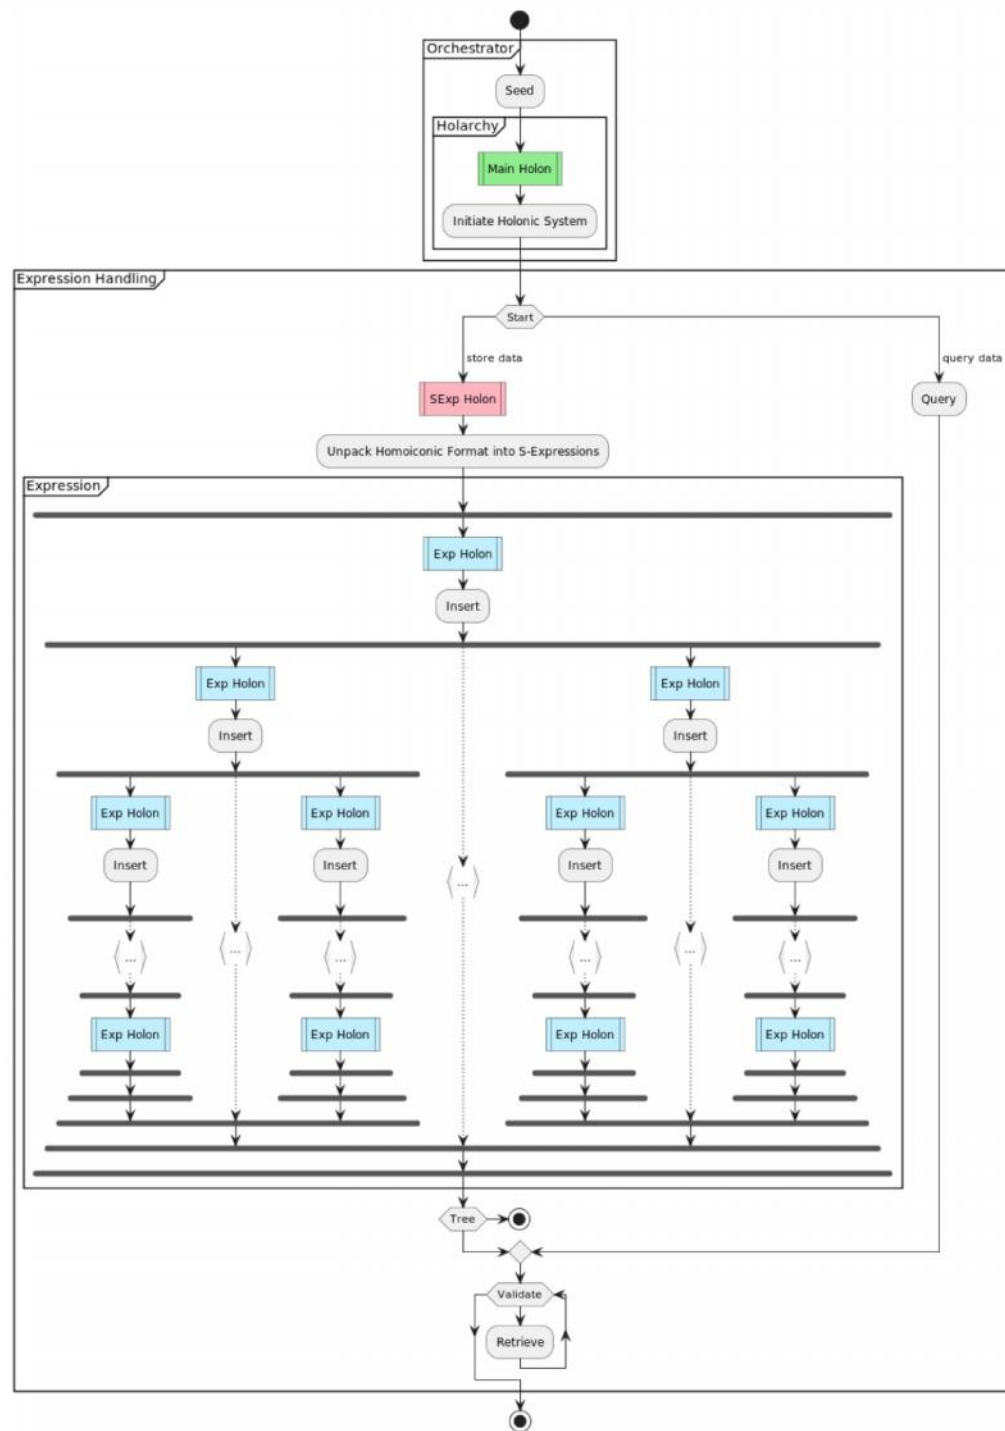 Orchestrator
Seed
Holarchy
Main Holon
Initiate Holonic System
Expression Handling
Start
store data
query data
SExp Holon
Query
Unpack Homoiconic Format into S-Expressions
Expression
Exp Holon
Insert
Exp Holon
Exp Holon
Insert
Insert
Exp Holon
Exp Holon
Exp Holon
Exp Holon
Insert
Insert
Insert
Insert
...
...
...
...
...
...
...
Exp Holon
Exp Holon
Exp Holon
Exp Holon
Tree
Validate
Retrieve